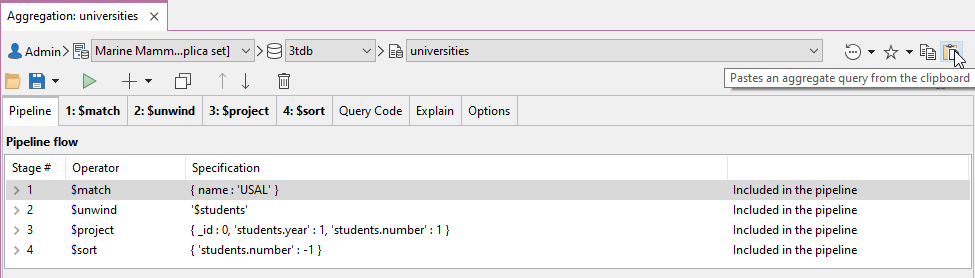 Aggregation: universities
Admin Marine Mamm...plica set] 3tdb universities
Pastes an aggregate query from the clipboard
Pipeline 1: $match 2: $unwind 3: $project 4: $sort Query Code Explain Options
Pipeline flow
Stage # Operator Specification
1 $match { name : 'USAL' } Included in the pipeline
2 $unwind '$students' Included in the pipeline
3 $project { _id : 0, 'students.year' : 1, 'students.number' : 1 } Included in the pipeline
4 $sort { 'students.number' : -1 } Included in the pipeline